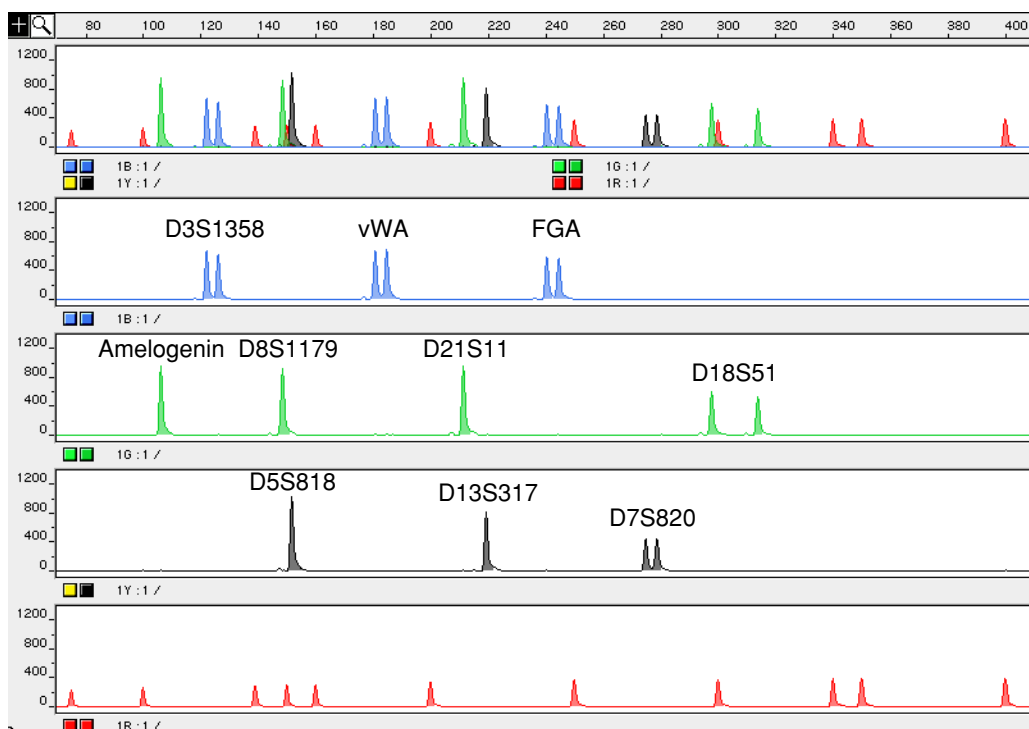 80 100 120 140 160 180 200 220 240 260 280 300 320 340 360 380 400
1200
800
400
0
1B:1 / 1G:1 /
1Y:1 / 1R:1 /
1200
D3S1358 vWA FGA
800
400
0
1B:1 /
1200
Amelogenin D8S1179 D21S11
D18S51
800
400
0
1G:1 /
1200
D5S818
D13S317
800
D7S820
400
0
1Y:1 /
1200
800
400
0
1R:1 /